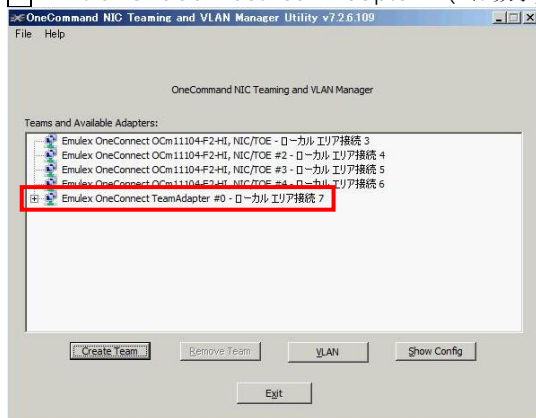 OneCommand NIC Teaming and VLAN Manager Utility v7.2.6.109
File Help
OneCommand NIC Teaming and VLAN Manager
Teams and Available Adapters:
Emulex OneConnect OCm11104-F2-HI, NIC/TOE - ローカル エリア接続 3
Emulex OneConnect OCm11104-F2-HI, NIC/TOE #2 - ローカル エリア接続 4
Emulex OneConnect OCm11104-F2-HI, NIC/TOE #3 - ローカル エリア接続 5
Emulex OneConnect OCm11104-F2-HI, NIC/TOE #4 - ローカル エリア接続 6
Emulex OneConnect TeamAdapter #0 - ローカル エリア接続 7
Create Team Remove Team VLAN Show Config
Exit